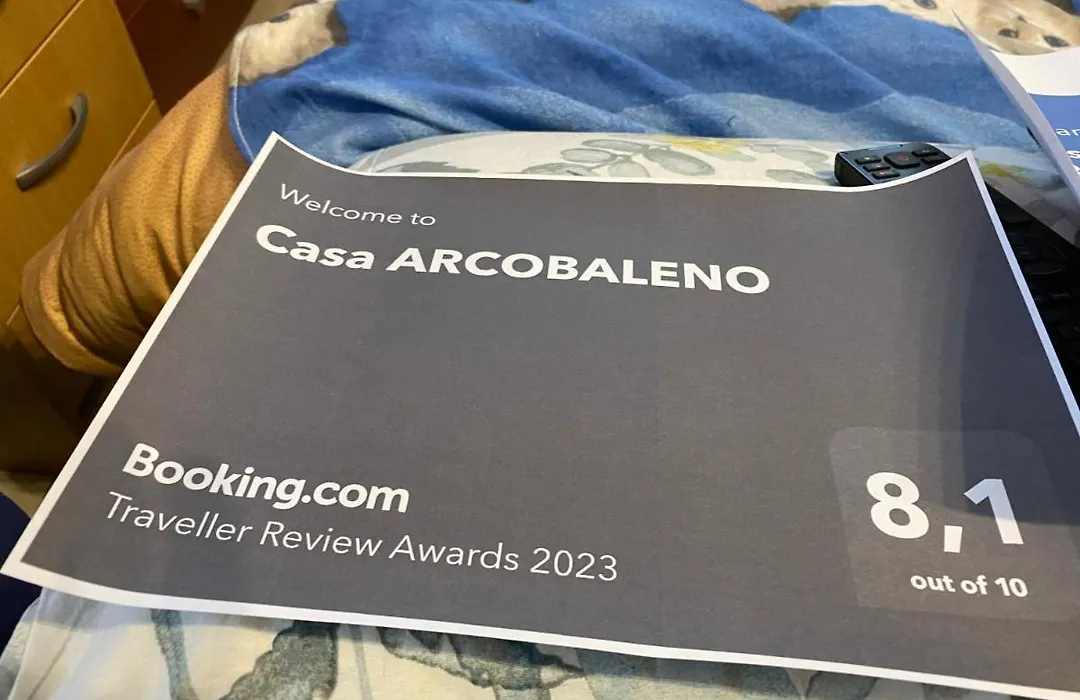 Welcome to
Casa ARCOBALENO
Booking.com
Traveller Review Awards 2023
8,1
out of 10